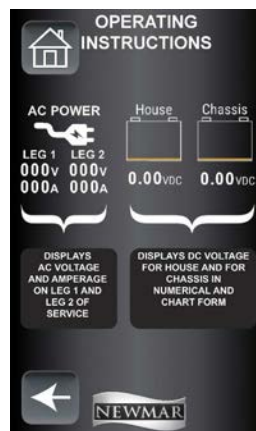 OPERATING
INSTRUCTIONS
AC POWER
LEG 1 LEG 2
000V 000V
000A 000A
House Chassis
0.00VDC 0.00VDC
DISPLAYS
AC VOLTAGE
AND AMPERAGE
ON LEG 1 AND
LEG 2 OF
SERVICE
DISPLAYS DC VOLTAGE
FOR HOUSE AND FOR
CHASSIS IN
NUMERICAL AND
CHART FORM
NEWMAR